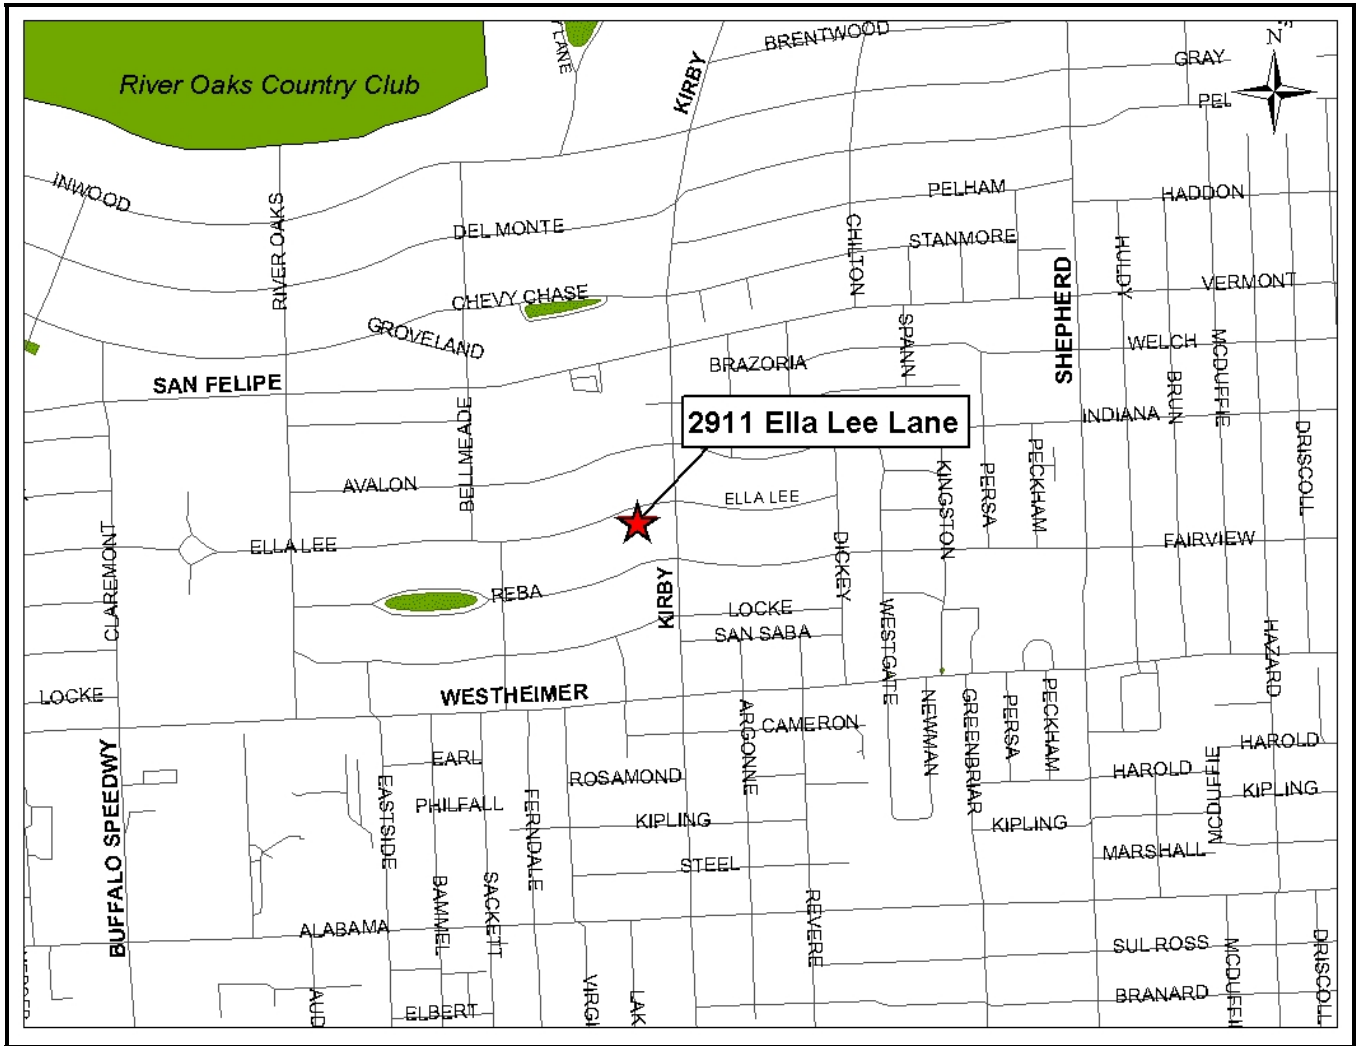 BRENTWOOD
GRAY
N
KIRBY
River Oaks Country Club
PEL
INWOOD
PELHAM
HADDON
RIVER OAKS
DEL MONTE
CHILTON
STANMORE
HULDY
SHEPHERD
VERMONT
CHEVY CHASE
GROVELAND
SPANN
WELCH
MCDUFFIE
BRAZORIA
SAN FELIPE
BRUN
BELLMEADE
2911 Ella Lee Lane
INDIANA
DRISCOLL
PECKHAM
KINGSTON
PERSA
AVALON
ELLA LEE
CLAREMONT
ELLA LEE
DICKEY
FAIRVIEW
KIRBY
REBA
LOCKE
SAN SABA
WESTGATE
HAZARD
LOCKE
WESTHEIMER
NEWMAN
GREENBRIAR
PERSA
PECKHAM
ARGONNE
CAMERON
BUFFALO SPEEDWY
EARL
ROSAMOND
HAROLD
HAROLD
MCDUFFIE
KIPLING
EASTSIDE
PHILFALL
FERNDALE
KIPLING
KIPLING
STEEL
MARSHALL
BAMMEL
SACKETT
REVERE
ALABAMA
SUL ROSS
MCDUFFI
DRISCOLL
VIRGI
LAK
AUD
ELBERT
BRANARD